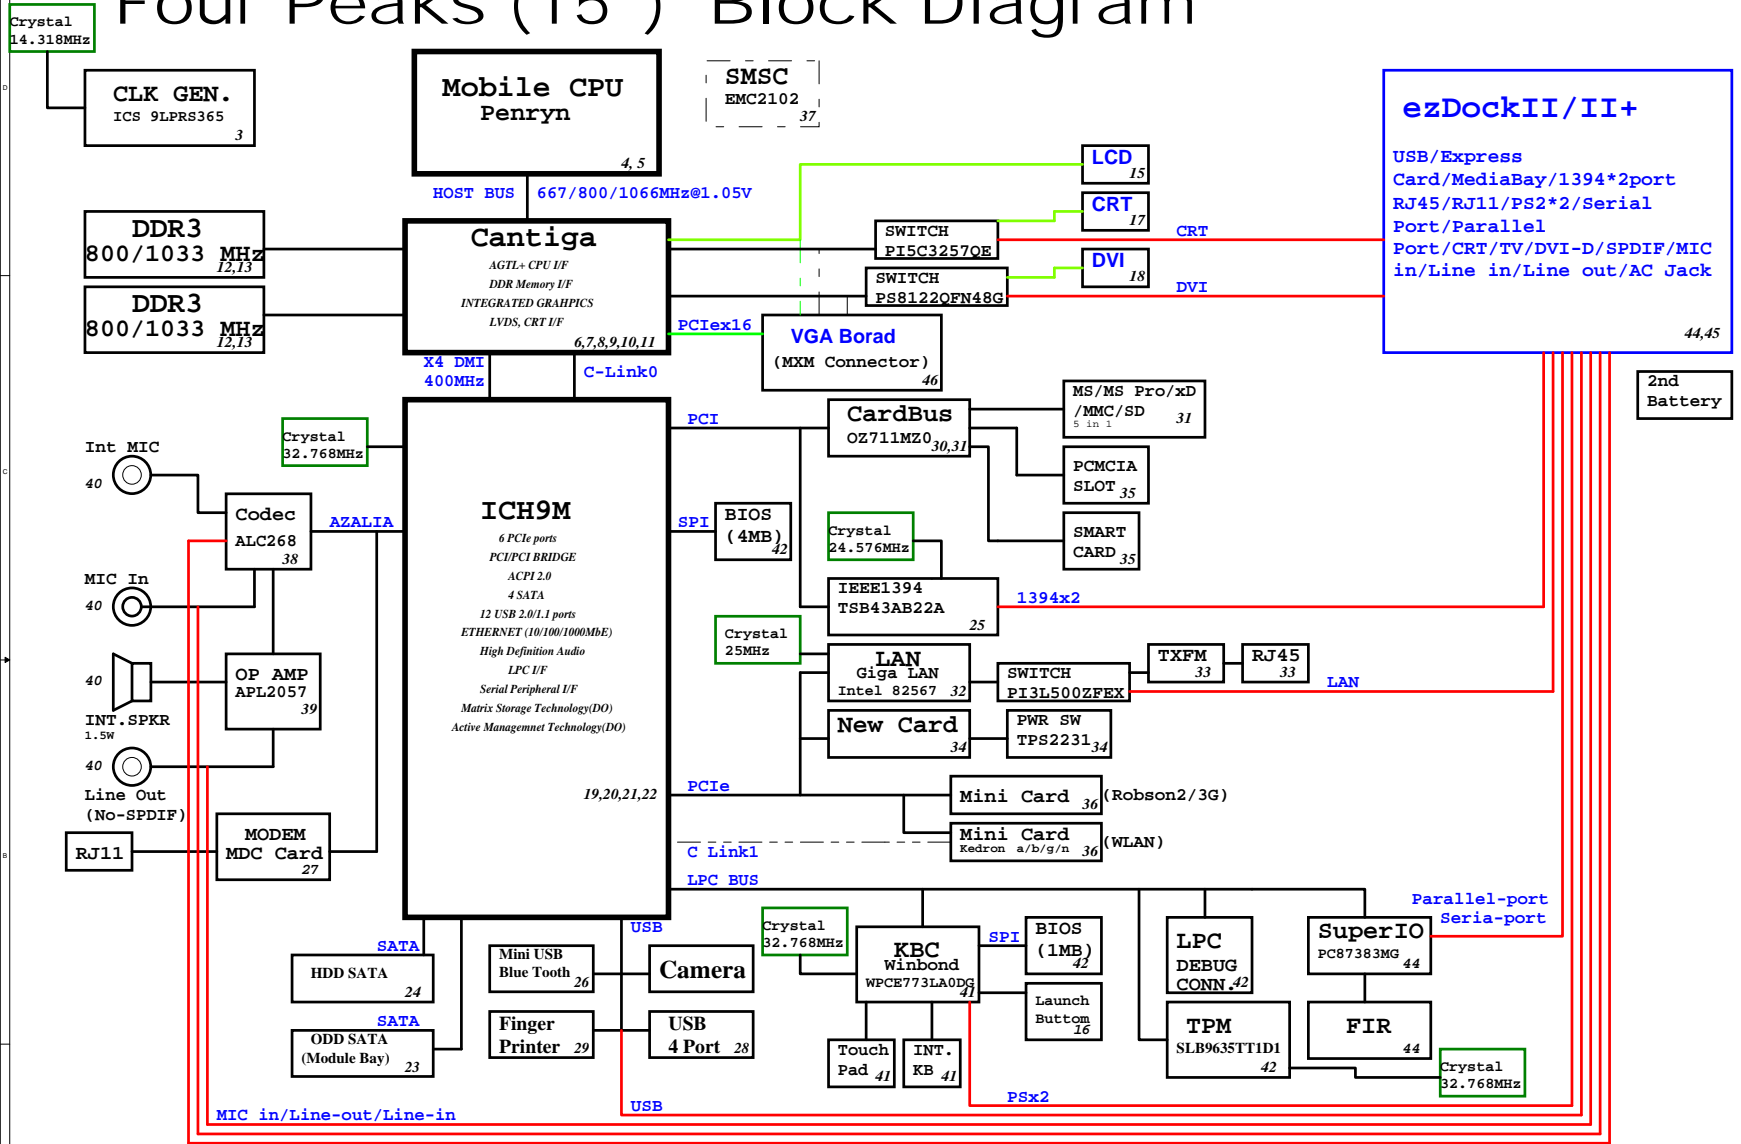 Four Peaks (15") Block Diagram
Crystal
14.318MHz
CLK GEN.
ICS 9LPRS365
3
Mobile CPU
Penryn
4, 5
SMSC
EMC2102
37
HOST BUS
667/800/1066MHz@1.05V
LCD
15
CRT
17
DVI
18
ezDockII/II+
USB/Express
Card/MediaBay/1394*2port
RJ45/RJ11/PS2*2/Serial
Port/Parallel
Port/CRT/TV/DVI-D/SPDIF/MIC
in/Line in/Line out/AC Jack
44,45
DDR3
800/1033 MHz
12,13
DDR3
800/1033 MHz
12,13
Cantiga
AGTL+ CPU I/F
DDR Memory I/F
INTEGRATED GRAHPICS
LVDS, CRT I/F
6,7,8,9,10,11
SWITCH
PI5C3257QE
CRT
SWITCH
PS8122QFN48G
DVI
PCIex16
VGA Borad
(MXM Connector)
46
X4 DMI
400MHz
C-Link0
2nd
Battery
Crystal
32.768MHz
PCI
CardBus
OZ711MZ0
30,31
MS/MS Pro/xD
/MMC/SD
5 in 1
31
PCMCIA
SLOT
35
SMART
CARD
35
Int MIC
40
Codec
ALC268
38
AZALIA
ICH9M
6 PCIe ports
PCI/PCI BRIDGE
ACPI 2.0
4 SATA
12 USB 2.0/1.1 ports
ETHERNET (10/100/1000MbE)
High Definition Audio
LPC I/F
Serial Peripheral I/F
Matrix Storage Technology(DO)
Active Managemnet Technology(DO)
19,20,21,22
SPI
BIOS
(4MB)
42
Crystal
24.576MHz
IEEE1394
TSB43AB22A
25
1394x2
MIC In
40
Crystal
25MHz
LAN
Giga LAN
Intel 82567
32
SWITCH
PI3L500ZFEX
TXFM
33
RJ45
33
LAN
40
INT.SPKR
1.5W
OP AMP
APL2057
39
New Card
34
PWR SW
TPS2231
34
40
Line Out
(No-SPDIF)
PCIe
Mini Card
36
(Robson2/3G)
Mini Card
Kedron a/b/g/n
36
(WLAN)
C Link1
RJ11
MODEM
MDC Card
27
LPC BUS
Parallel-port
Seria-port
SATA
HDD SATA
24
SATA
ODD SATA
(Module Bay)
23
USB
Mini USB
Blue Tooth
26
Camera
Finger
Printer
29
USB
4 Port
28
Crystal
32.768MHz
KBC
Winbond
WPCE773LA0DG
41
SPI
BIOS
(1MB)
42
Launch
Buttom
16
Touch
Pad
41
INT.
KB
41
LPC
DEBUG
CONN.
42
SuperIO
PC87383MG
44
TPM
SLB9635TT1D1
42
FIR
44
Crystal
32.768MHz
PSx2
USB
MIC in/Line-out/Line-in
D
C
B